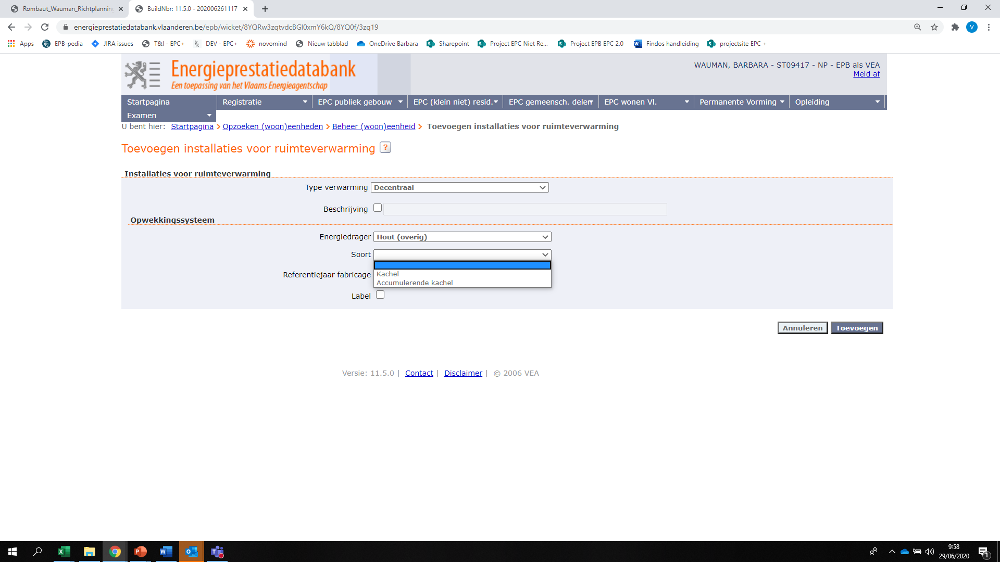 Rombaut_Wauman_Richtplanning
BuildNbr: 11.5.0 - 202006261117
energieprestatiedatabank.vlaanderen.be/epb/wicket/8YQRw3zqtvdcBGl0xmY6kQ/8YQ0f/3zq19
V
Apps EPB-pedia JIRA issues T&I - EPC+ DEV - EPC+ novomind Nieuw tabblad OneDrive Barbara Sharepoint Project EPC Niet Re... Project EPB EPC 2.0 Findos handleiding projectsite EPC +
Energieprestatiedatabank
Een toepassing van het Vlaams Energieagentschap
WAUMAN, BARBARA - ST09417 - NP - EPB als VEA
Meld af
Startpagina Registratie EPC publiek gebouw EPC (klein niet) resid. EPC gemeensch. delen EPC wonen Vl. Permanente Vorming Opleiding
Examen
U bent hier: Startpagina > Opzoeken (woon)eenheden > Beheer (woon)eenheid > Toevoegen installaties voor ruimteverwarming
Toevoegen installaties voor ruimteverwarming ?
Installaties voor ruimteverwarming
Type verwarming Decentraal
Beschrijving
Opwekkingssysteem
Energiedrager Hout (overig)
Soort
Kachel
Referentiejaar fabricage
Accumulerende kachel
Label
Annuleren Toevoegen
Versie: 11.5.0 | Contact | Disclaimer | © 2006 VEA
9:58
29/06/2020
1